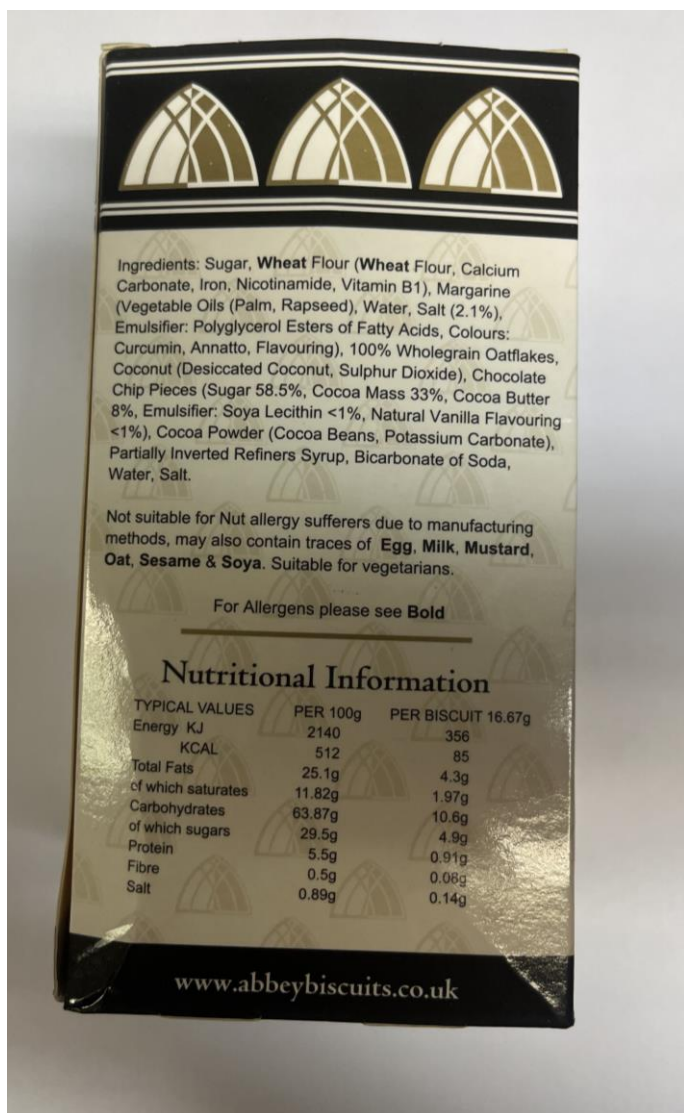 Ingredients: Sugar, Wheat Flour (Wheat Flour, Calcium
Carbonate, Iron, Nicotinamide, Vitamin B1), Margarine
(Vegetable Oils (Palm, Rapseed), Water, Salt (2.1%),
Emulsifier: Polyglycerol Esters of Fatty Acids, Colours:
Curcumin, Annatto, Flavouring), 100% Wholegrain Oatflakes,
Coconut (Desiccated Coconut, Sulphur Dioxide), Chocolate
Chip Pieces (Sugar 58.5%, Cocoa Mass 33%, Cocoa Butter
8%, Emulsifier: Soya Lecithin <1%, Natural Vanilla Flavouring
<1%), Cocoa Powder (Cocoa Beans, Potassium Carbonate),
Partially Inverted Refiners Syrup, Bicarbonate of Soda,
Water, Salt.
Not suitable for Nut allergy sufferers due to manufacturing
methods, may also contain traces of Egg, Milk, Mustard,
Oat, Sesame & Soya. Suitable for vegetarians.
For Allergens please see Bold
Nutritional Information
TYPICAL VALUES PER 100g PER BISCUIT 16.67g
Energy KJ 2140 356
KCAL 512 85
Total Fats 25.1g 4.3g
of which saturates 11.82g 1.97g
Carbohydrates 63.87g 10.6g
of which sugars 29.5g 4.9g
Protein 5.5g 0.91g
Fibre 0.5g 0.08g
Salt 0.89g 0.14g
www.abbeybiscuits.co.uk